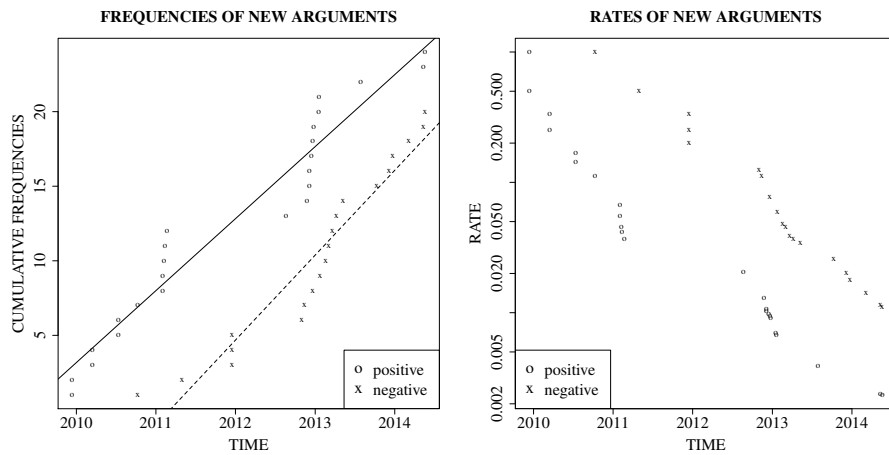 FREQUENCIES OF NEW ARGUMENTS
CUMULATIVE FREQUENCIES
20
15
10
5
o positive
x negative
2010 2011 2012 2013 2014
TIME
RATES OF NEW ARGUMENTS
RATE
0.500
0.200
0.050
0.020
0.005
0.002
o positive
x negative
2010 2011 2012 2013 2014
TIME